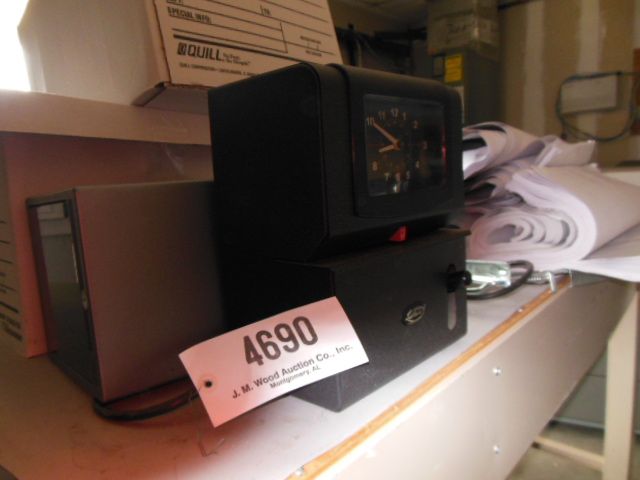 SPECIAL INFO:
QUILL
4690
J. M. Wood Auction Co., Inc.
Montgomery, AL